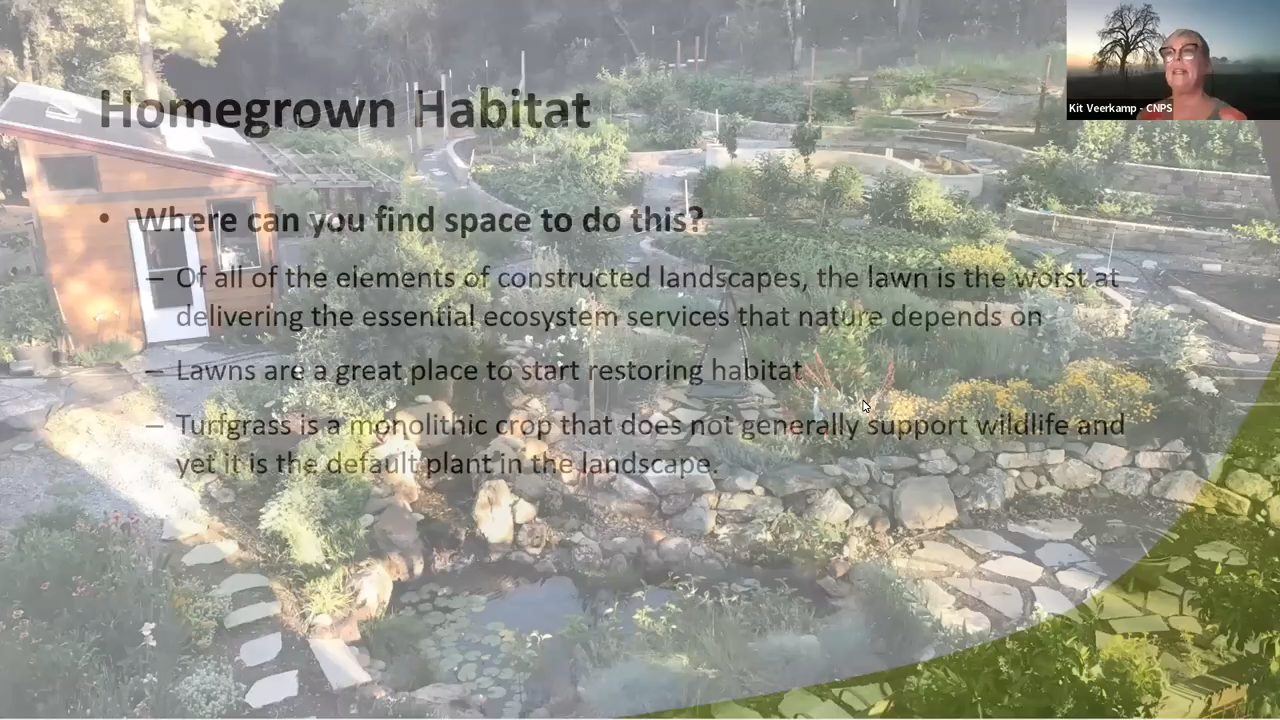 Homegrown Habitat
Kit Veerkamp - CNPS
• Where can you find space to do this?
– Of all of the elements of constructed landscapes, the lawn is the worst at
delivering the essential ecosystem services that nature depends on
– Lawns are a great place to start restoring habitat
– Turfgrass is a monolithic crop that does not generally support wildlife and
yet it is the default plant in the landscape.